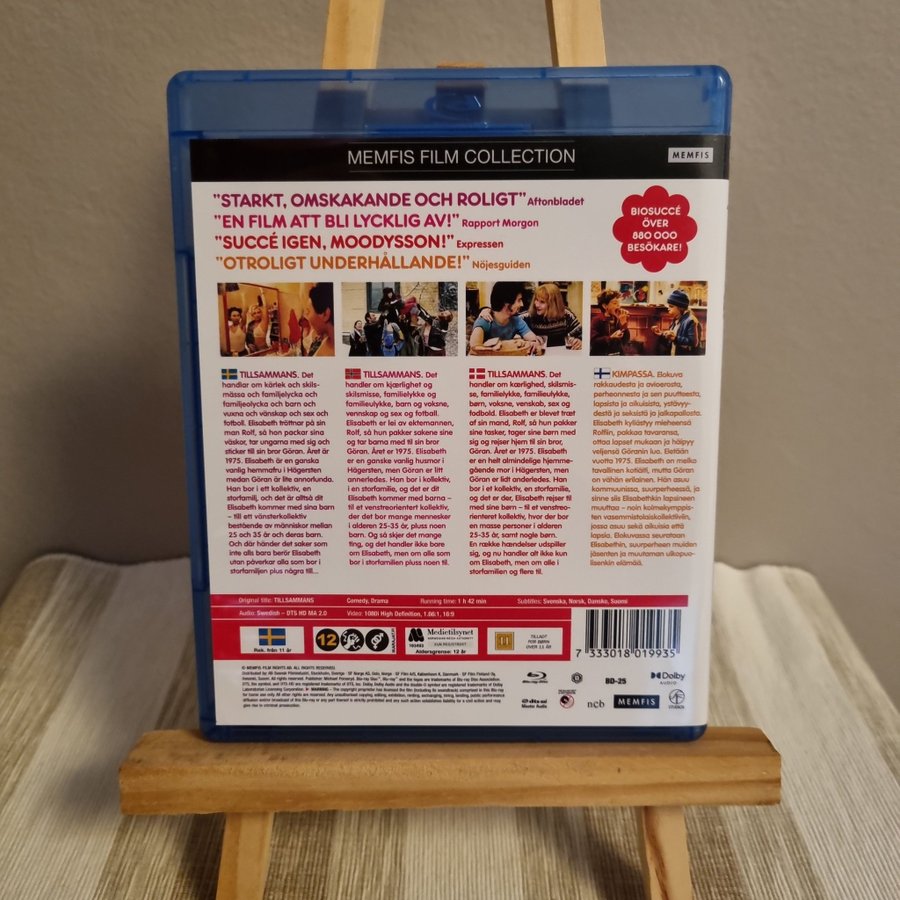 MEMFIS FILM COLLECTION
MEMFIS
"STARKT, OMSKAKANDE OCH ROLIGT" Aftonbladet
"EN FILM ATT BLI LYCKLIG AV!" Rapport Morgon
"SUCCÉ IGEN, MOODYSSON!" Expressen
"OTROLIGT UNDERHÅLLANDE!" Nöjesguiden
BIOSUCCÉ
ÖVER
880 000
BESÖKARE!
TILLSAMMANS. Det
handlar om kärlek och skils-
mässa och familjelycka och
familjeolycka och barn och
vuxna och vänskap och sex och
fotboll. Elisabeth tröttnar på sin
man Rolf, så hon packar sina
väskor, tar ungarna med sig och
sticker till sin bror Göran. Året är
1975. Elisabeth är en ganska
vanlig hemmafru i Högersten
medan Göran är lite annorlunda.
Han bor i ett kollektiv, en
storfamilj, och det är alltså dit
Elisabeth kommer med sina barn
– till ett vänsterkollektiv
bestående av människor mellan
25 och 35 år och deras barn.
Och där händer det saker som
inte alls bara berör Elisabeth
utan påverkar alla som bor i
storfamiljen plus några till...
TILLSAMMANS. Det
handler om kjærlighet og
skilsmisse, familielykke og
familieulykke, barn og voksne,
vennskap og sex og fotball.
Elisabeth er lei av ektemannen,
Rolf, så hun pakker sakene sine
og tar barna med til sin bror
Göran. Året er 1975. Elisabeth
er en ganske vanlig husmor i
Högersten, men Göran er litt
annerledes. Han bor i kollektiv,
i en storfamilie, og det er dit
Elisabeth kommer med barna –
til et venstreorientert kollektiv,
der det bor mange mennesker
i alderen 25-35 år, pluss noen
barn. Og så skjer det mange
ting, og det handler ikke bare
om Elisabeth, men om alle som
bor i storfamilien pluss noen til.
TILLSAMMANS. Det
handler om kærlighed, skilsmis-
se, familielykke, familieulykke,
børn, voksne, venskab, sex og
fodbold. Elisabeth er blevet træt
af sin mand, Rolf, så hun pakker
sine tasker, tager sine børn med
sig og rejser hjem til sin bror,
Göran. Året er 1975. Elisabeth
er en helt almindelige hjemme-
gående mor i Högersten, men
Göran er lidt anderledes. Han
bor i et kollektiv, en storfamilie,
og det er der, Elisabeth rejser til
med sine børn – til et venstreo-
rienteret kollektiv, hvor der bor
en masse personer i alderen
25-35 år, samt nogle børn.
En række hændelser udspiller
sig, og nu handler alt ikke kun
om Elisabeth, men om alle i
storfamilien og flere til.
KIMPASSA. Elokuva
rakkaudesta ja avioerosta,
perheonnesta ja sen puutteesta,
lapsista ja aikuisista, ystävyy-
destä ja seksistä ja jalkapallosta.
Elisabeth kyllästyy mieheensä
Rolfiin, pakkaa tavaransa,
ottaa lapset mukaan ja häipyy
veljensä Göranin luo. Eletään
vuotta 1975. Elisabeth on melko
tavallinen kotiäiti, mutta Göran
on vähän erilainen. Hän asuu
kommuunissa, suurperheessä, ja
sinne siis Elisabethkin lapsineen
muuttaa – noin kolmekymppis-
ten vasemmistolaiskollektiiviin,
jossa asuu sekä aikuisia että
lapsia. Elokuvassa seurataan
Elisabethin, suurperheen muiden
jäsenten ja muutaman ulkopuo-
lisenkin elämää.
Original title: TILLSAMMANS Comedy, Drama Running time: 1 h 42 min Subtitles: Svenska, Norsk, Danske, Suomi
Audio: Swedish – DTS HD MA 2.0 Video: 1080i High Definition, 1.66:1, 16:9
Rek. från 11 år
12
Medietilsynet
Aldersgrense: 12 år
TILLADT
FOR BØRN
OVER 11 ÅR
7 333018 019935
© MEMFIS FILM RIGHTS AB. ALL RIGHTS RESERVED.
BD-25
Dolby
AUDIO
ncb
MEMFIS